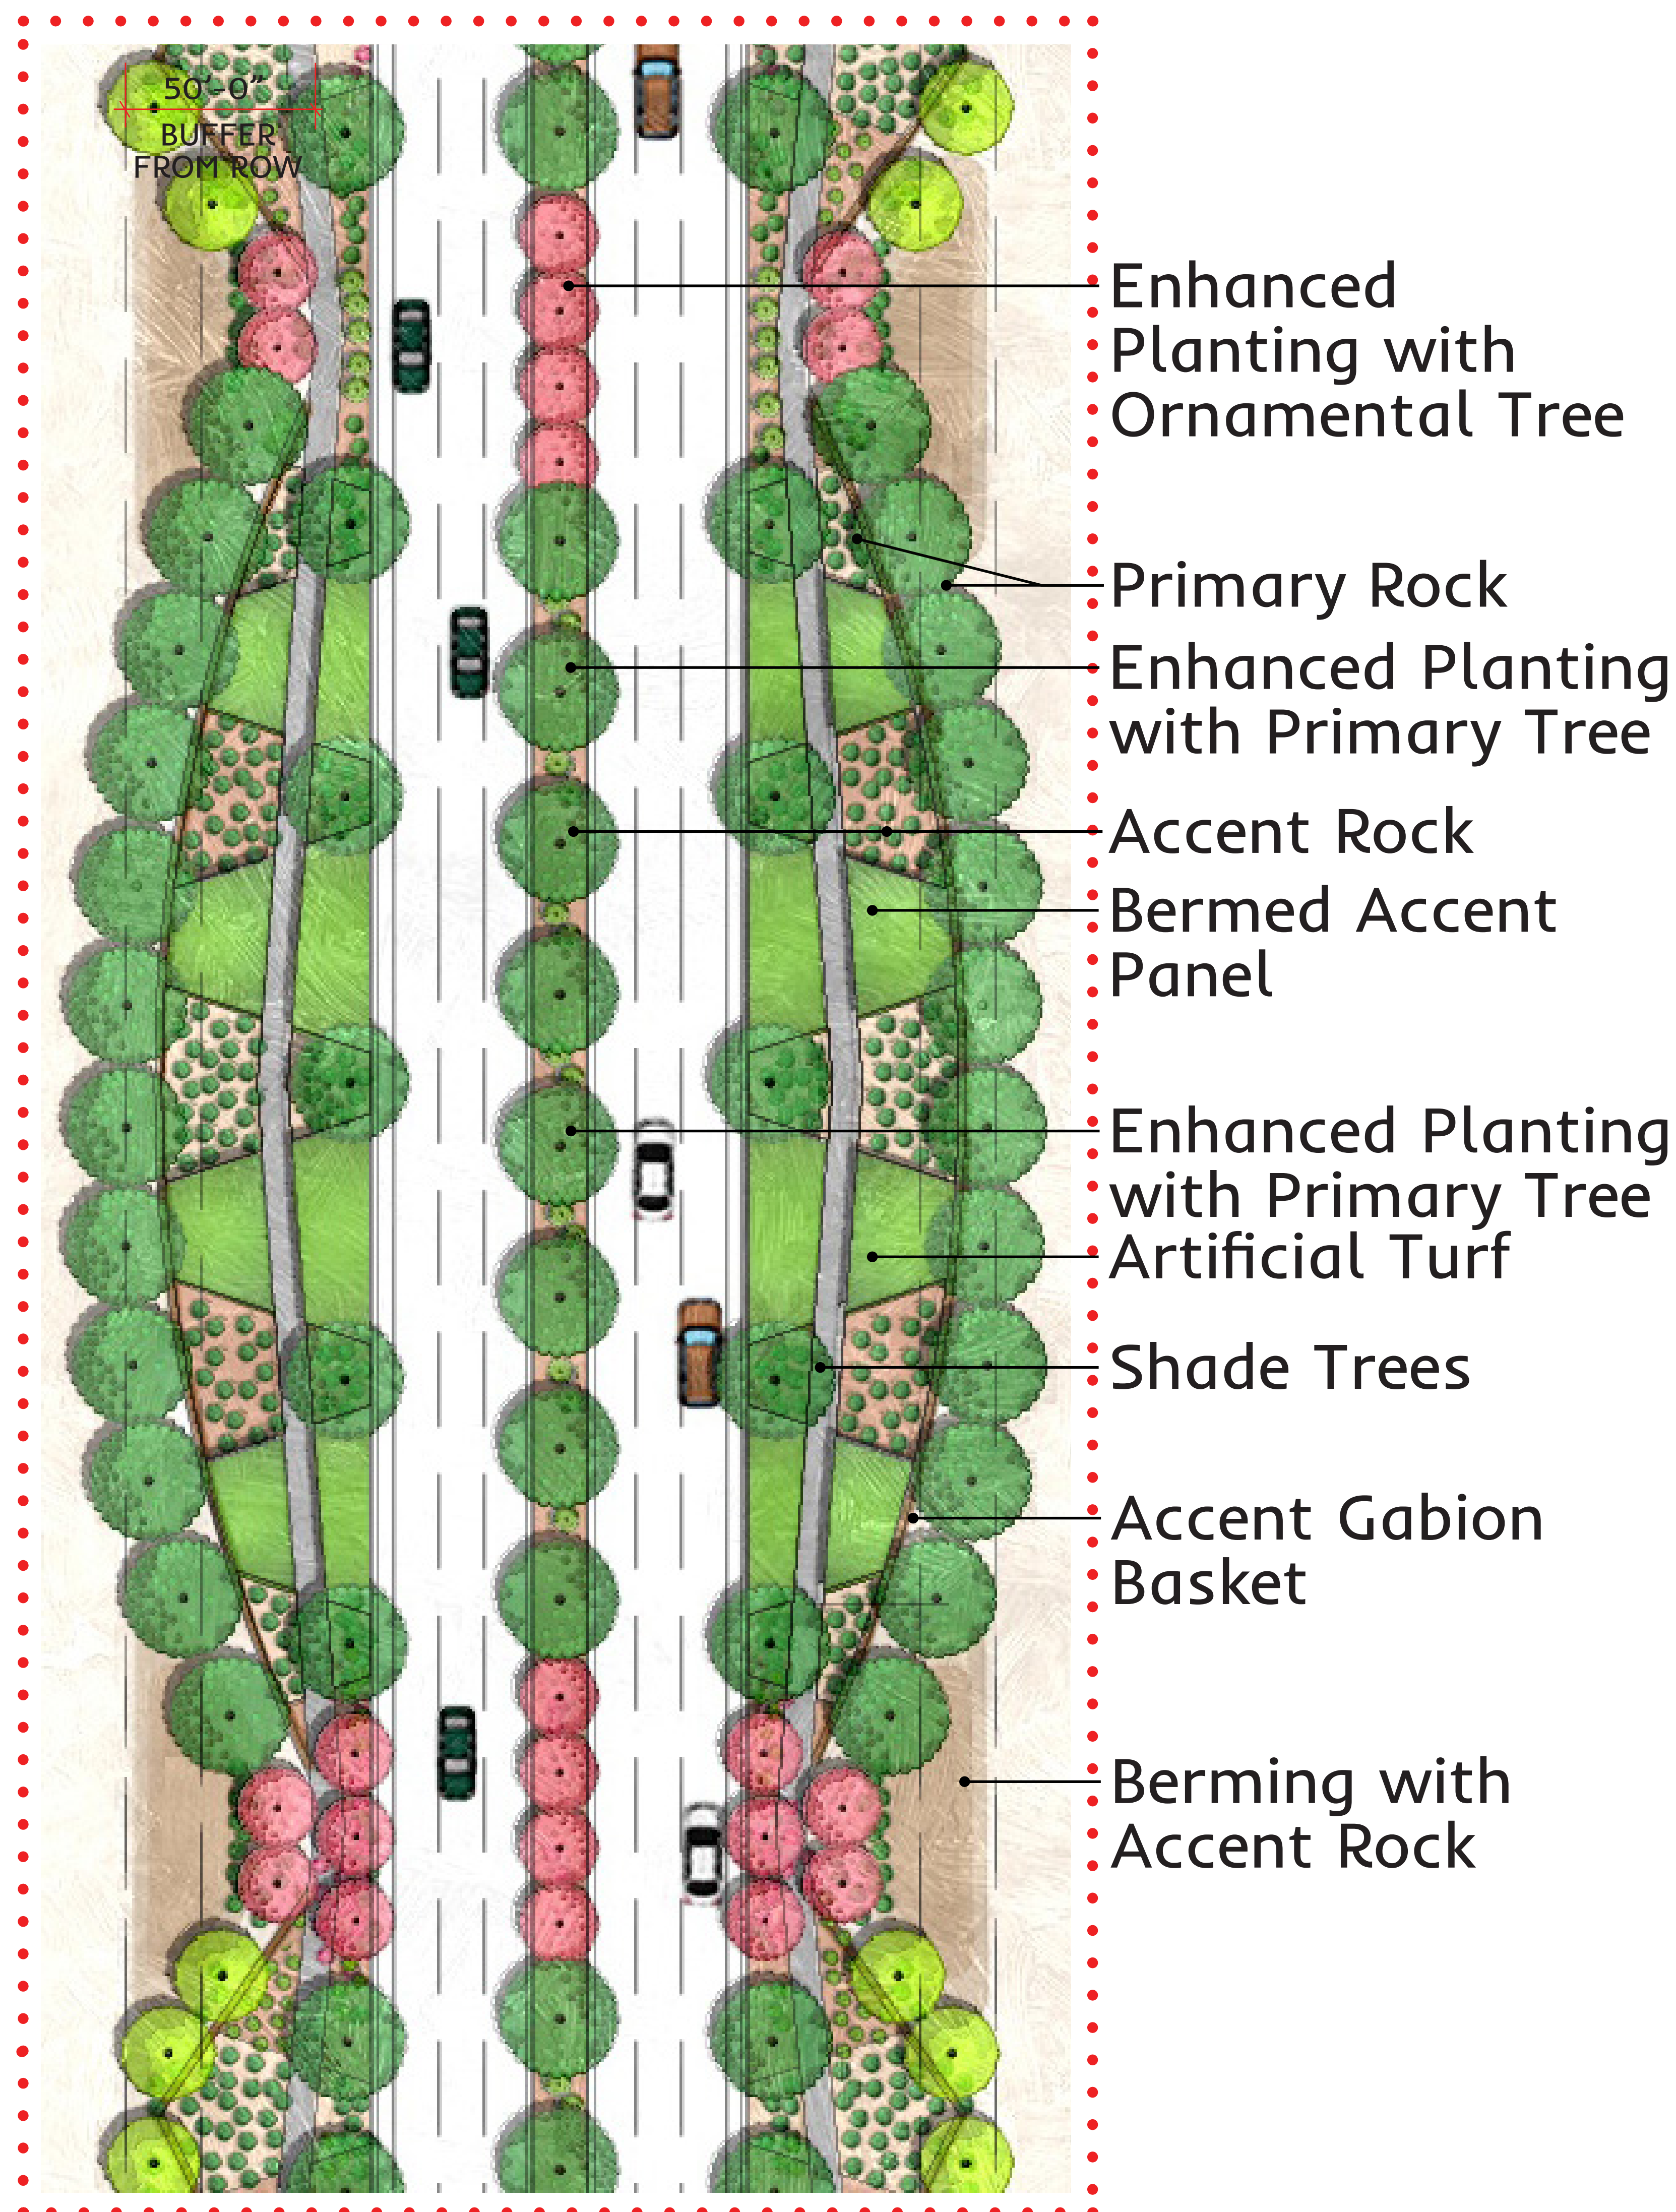 50'-0"
BUFFER
FROM ROW
Enhanced
Planting with
Ornamental Tree
Primary Rock
Enhanced Planting
with Primary Tree
Accent Rock
Bermed Accent
Panel
Enhanced Planting
with Primary Tree
Artificial Turf
Shade Trees
Accent Gabion
Basket
Berming with
Accent Rock